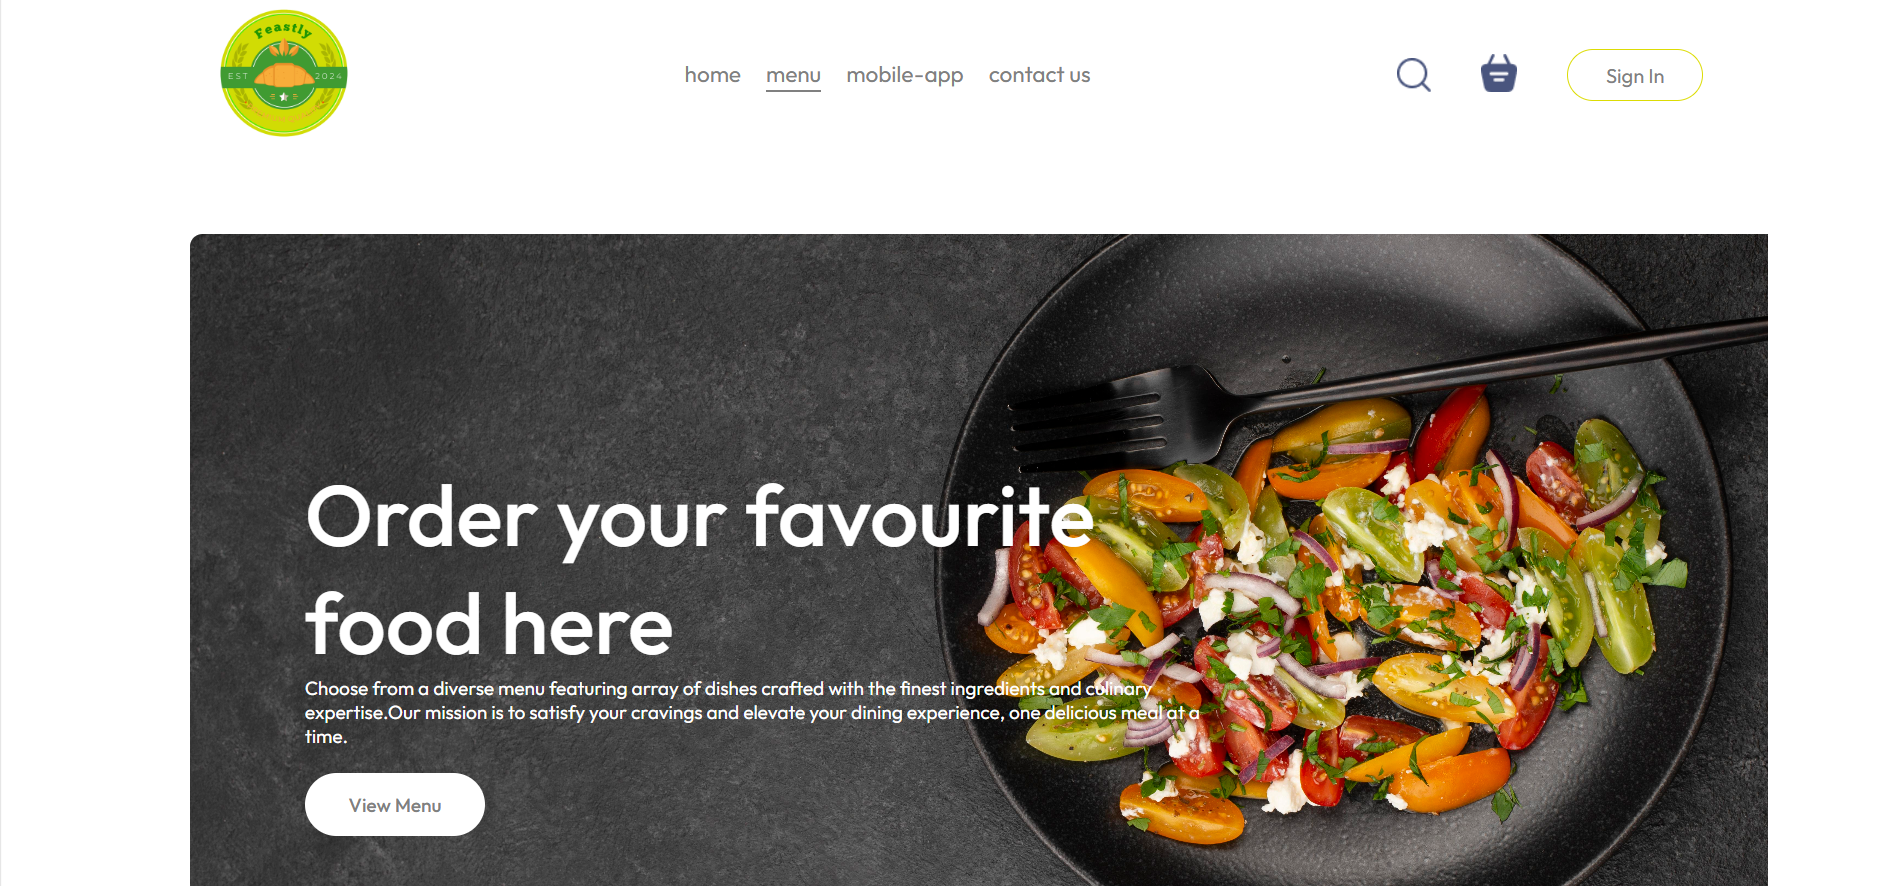 Feastly
EST 2024
home menu mobile-app contact us
Sign In
Order your favourite
food here
Choose from a diverse menu featuring array of dishes crafted with the finest ingredients and culinary
expertise.Our mission is to satisfy your cravings and elevate your dining experience, one delicious meal at a
time.
View Menu